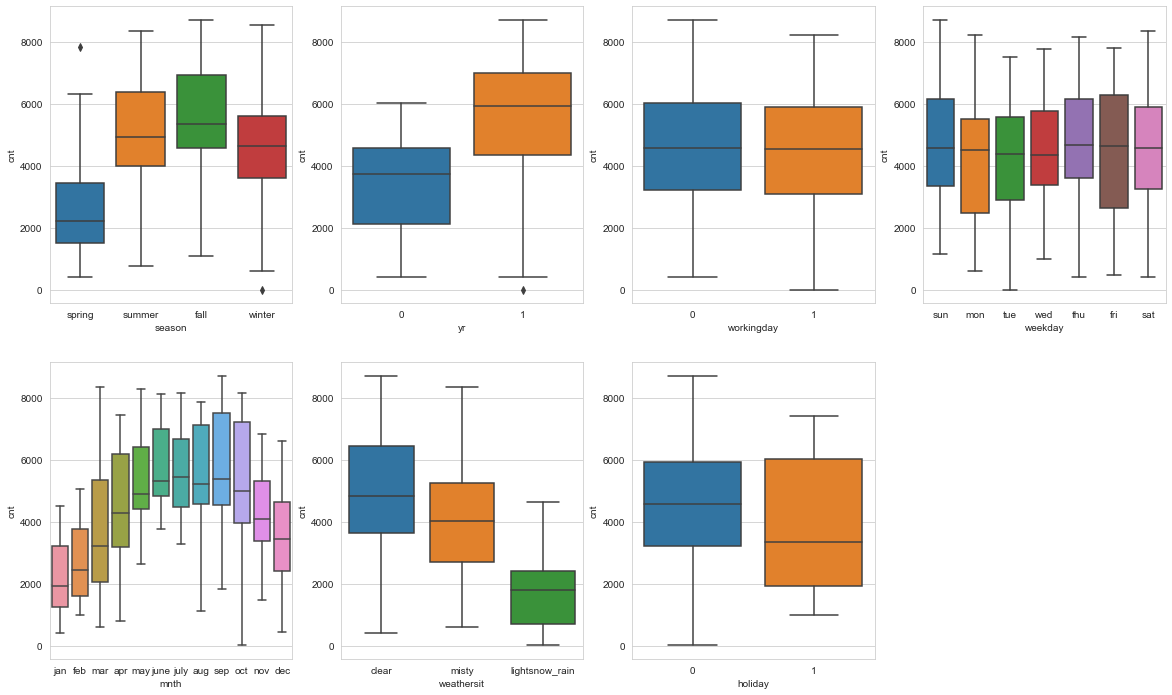 cnt
8000
6000
4000
2000
0
spring summer fall winter
season
cnt
8000
6000
4000
2000
0
0 1
yr
cnt
8000
6000
4000
2000
0
0 1
workingday
cnt
8000
6000
4000
2000
0
sun mon tue wed thu fri sat
weekday
cnt
8000
6000
4000
2000
0
jan feb mar apr may june july aug sep oct nov dec
mnth
cnt
8000
6000
4000
2000
0
clear misty lightsnow_rain
weathersit
cnt
8000
6000
4000
2000
0
0 1
holiday